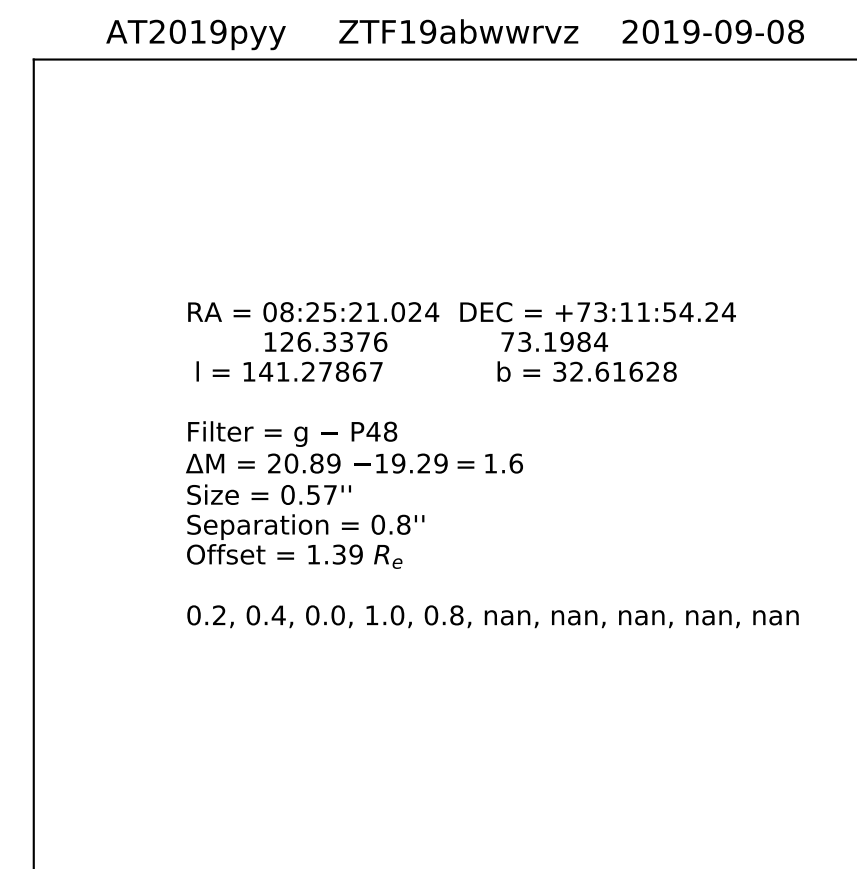 AT2019pyy ZTF19abwwrvz 2019-09-08
RA = 08:25:21.024 DEC = +73:11:54.24
126.3376 73.1984
l = 141.27867 b = 32.61628
Filter = g − P48
ΔM = 20.89 −19.29 = 1.6
Size = 0.57''
Separation = 0.8''
Offset = 1.39 Re
0.2, 0.4, 0.0, 1.0, 0.8, nan, nan, nan, nan, nan